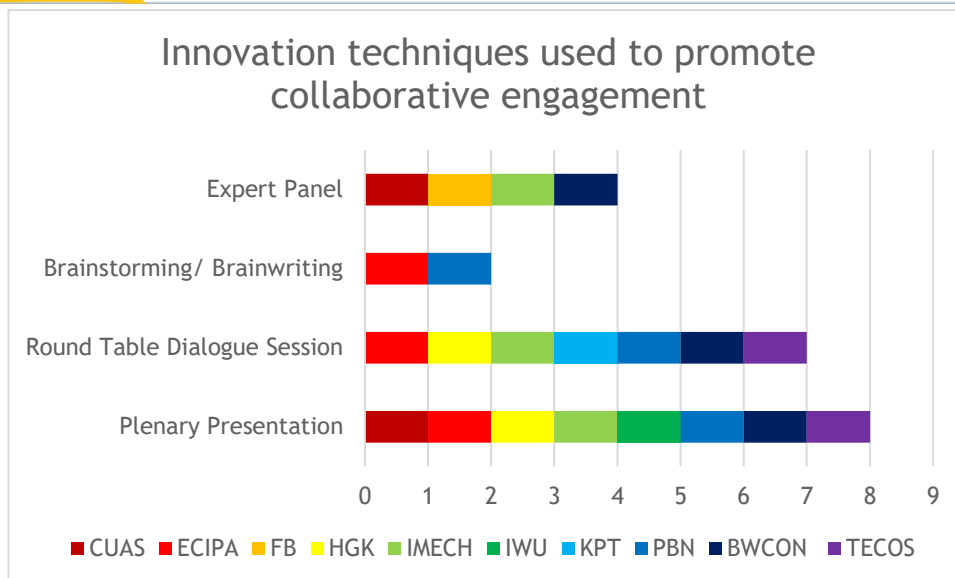 Innovation techniques used to promote
collaborative engagement
Expert Panel
Brainstorming/ Brainwriting
Round Table Dialogue Session
Plenary Presentation
0 1 2 3 4 5 6 7 8 9
CUAS ECIPA FB HGK IMECH IWU KPT PBN BWCON TECOS